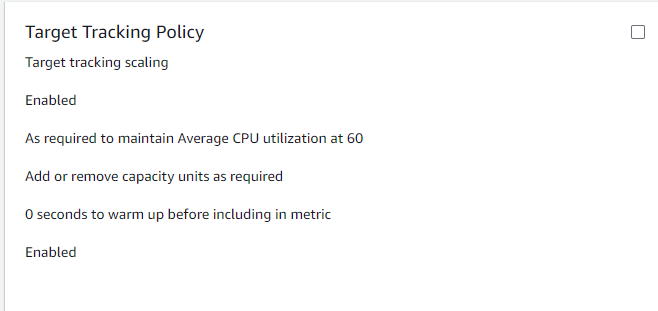 Target Tracking Policy
Target tracking scaling
Enabled
As required to maintain Average CPU utilization at 60
Add or remove capacity units as required
0 seconds to warm up before including in metric
Enabled